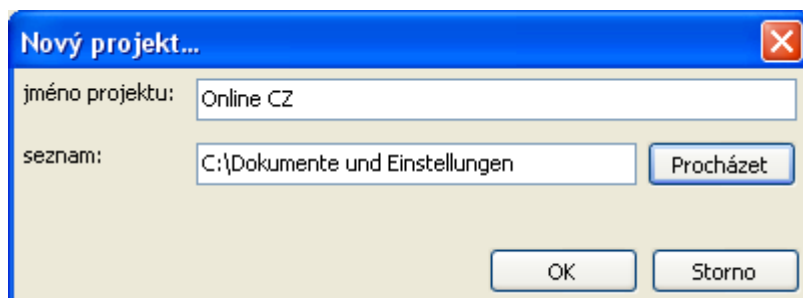 Nový projekt...
jméno projektu: Online CZ
seznam: C:\Dokumente und Einstellungen Procházet
OK Storno